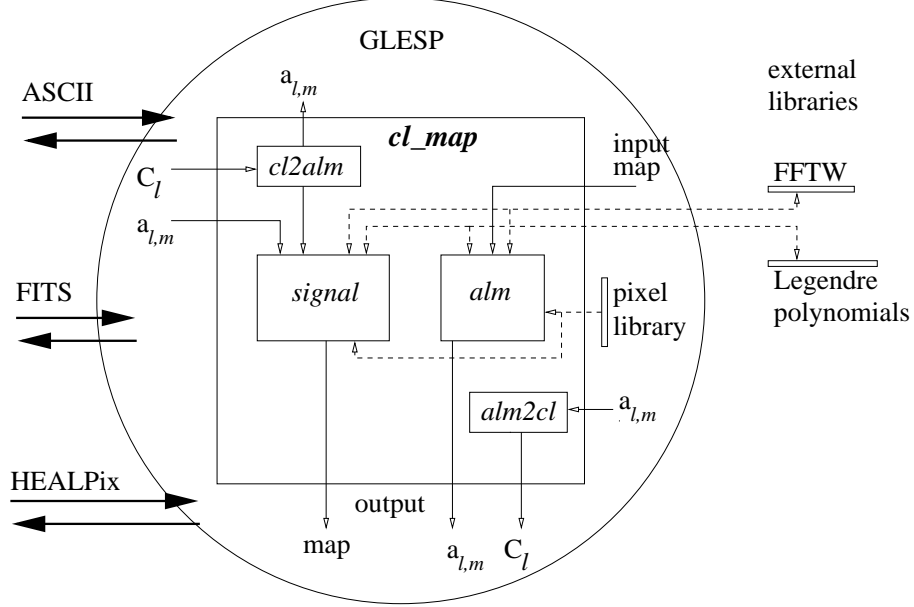 GLESP
external
libraries
ASCII
a_{l,m}
cl_map
input
map
cl2alm
C_l
FFTW
a_{l,m}
signal
alm
pixel
library
Legendre
polynomials
FITS
alm2cl
a_{l,m}
HEALPix
output
map
a_{l,m}
C_l